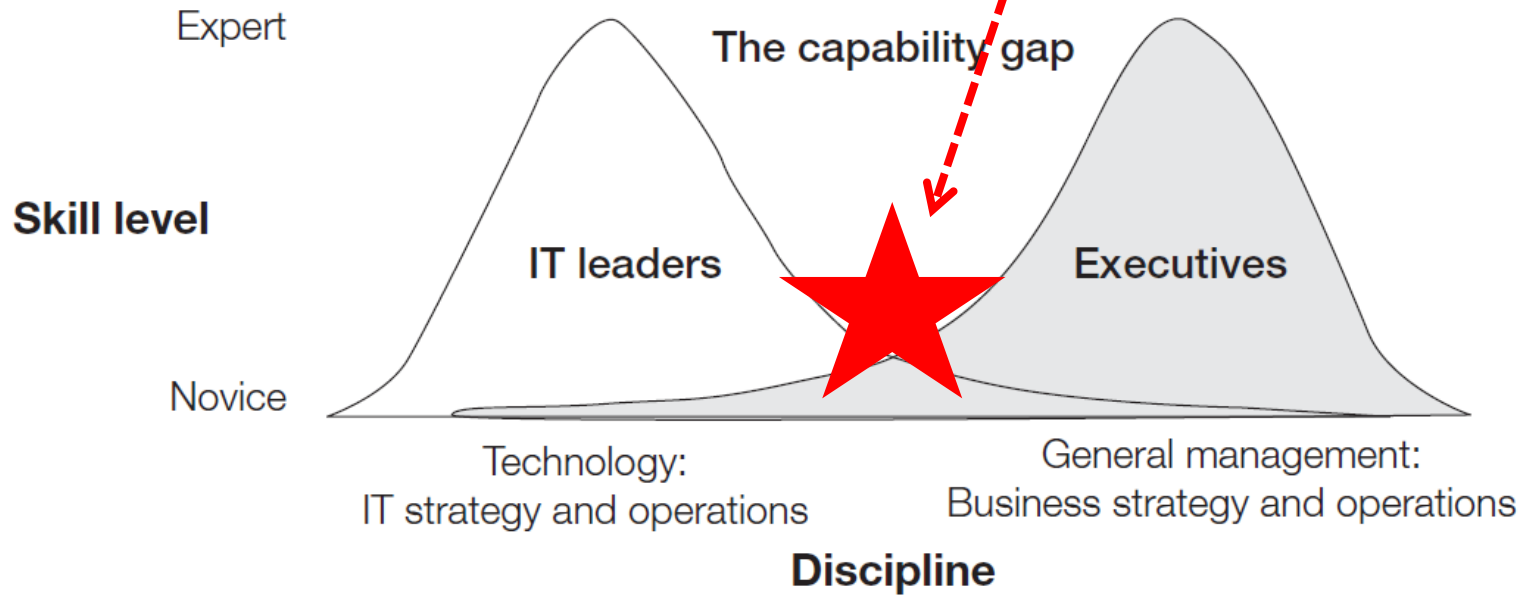 Expert
The capability gap
Skill level
IT leaders
Executives
Novice
Technology:
IT strategy and operations
General management:
Business strategy and operations
Discipline